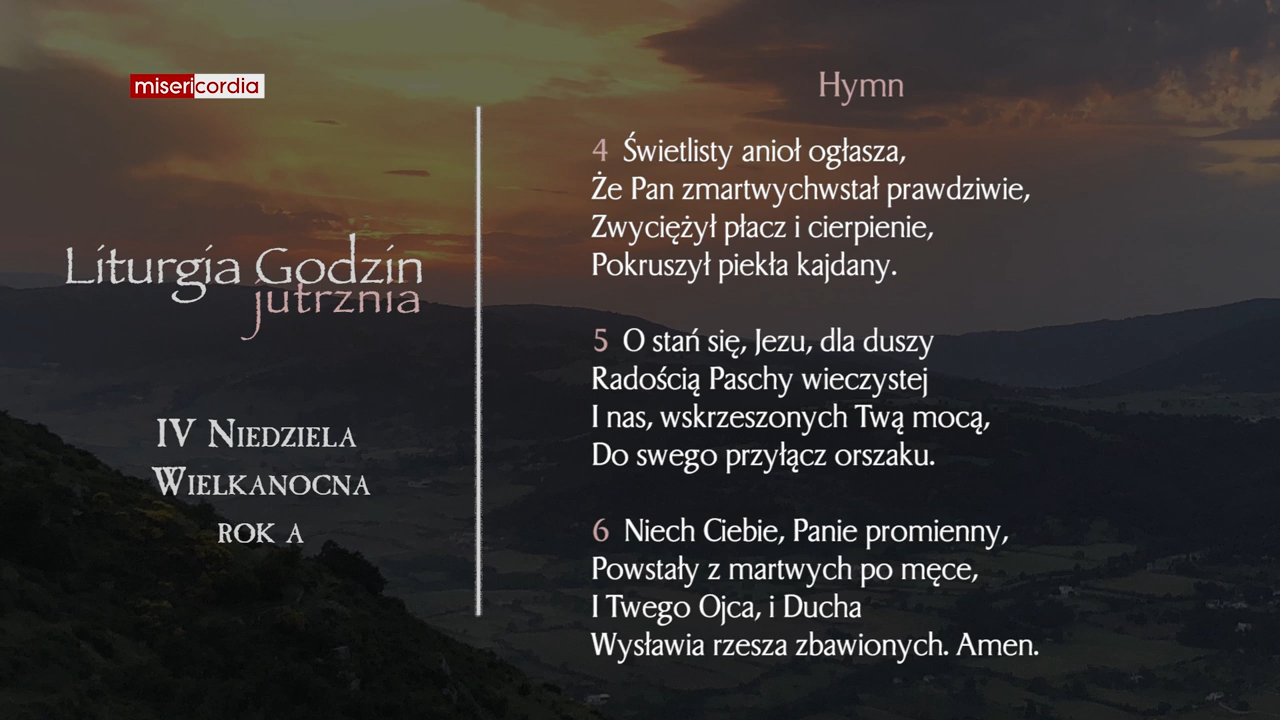 misericordia
Liturgia Godzin
jutrznia
IV Niedziela
Wielkanocna
rok A
Hymn
4 Świetlisty anioł ogłasza,
Że Pan zmartwychwstał prawdziwie,
Zwyciężył płacz i cierpienie,
Pokruszył piekła kajdany.
5 O stań się, Jezu, dla duszy
Radością Paschy wieczystej
I nas, wskrzeszonych Twą mocą,
Do swego przyłącz orszaku.
6 Niech Ciebie, Panie promienny,
Powstały z martwych po męce,
I Twego Ojca, i Ducha
Wysławia rzesza zbawionych. Amen.